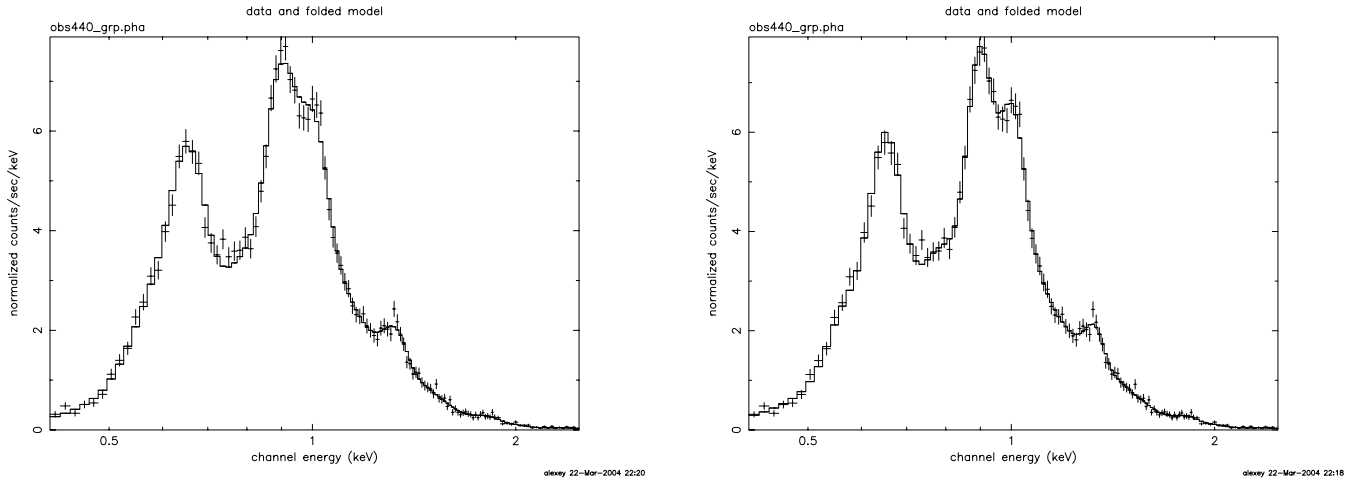 data and folded model
obs440_grp.pha
normalized counts/sec/keV
0
2
4
6
0.5
1
2
channel energy (keV)
alexey 22-Mar-2004 22:20
data and folded model
obs440_grp.pha
normalized counts/sec/keV
0
2
4
6
0.5
1
2
channel energy (keV)
alexey 22-Mar-2004 22:18